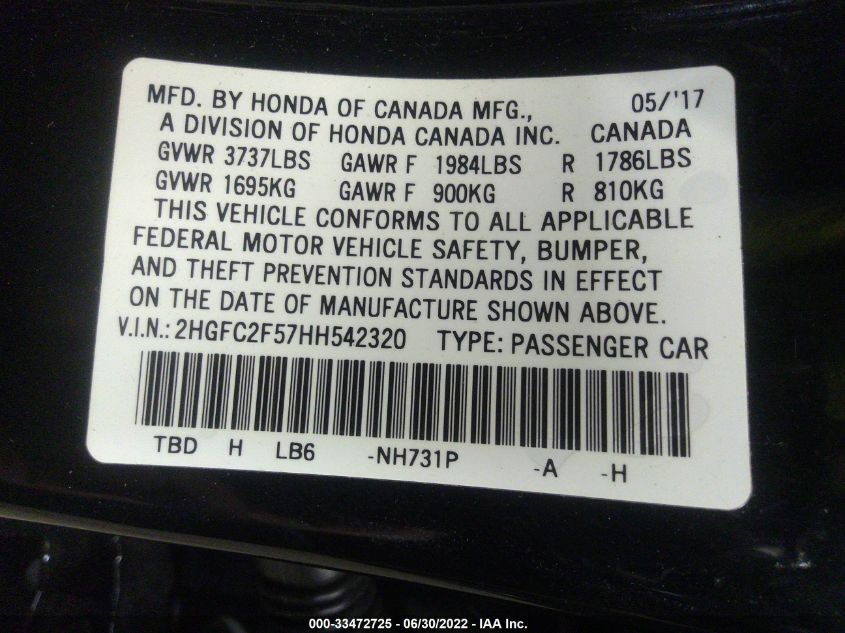 MFD. BY HONDA OF CANADA MFG., 05/'17
A DIVISION OF HONDA CANADA INC. CANADA
GVWR 3737LBS GAWR F 1984LBS R 1786LBS
GVWR 1695KG GAWR F 900KG R 810KG
THIS VEHICLE CONFORMS TO ALL APPLICABLE
FEDERAL MOTOR VEHICLE SAFETY, BUMPER,
AND THEFT PREVENTION STANDARDS IN EFFECT
ON THE DATE OF MANUFACTURE SHOWN ABOVE.
V.I.N.: 2HGFC2F57HH542320 TYPE: PASSENGER CAR
TBD H LB6 -NH731P -A -H
000-33472725 - 06/30/2022 - IAA Inc.